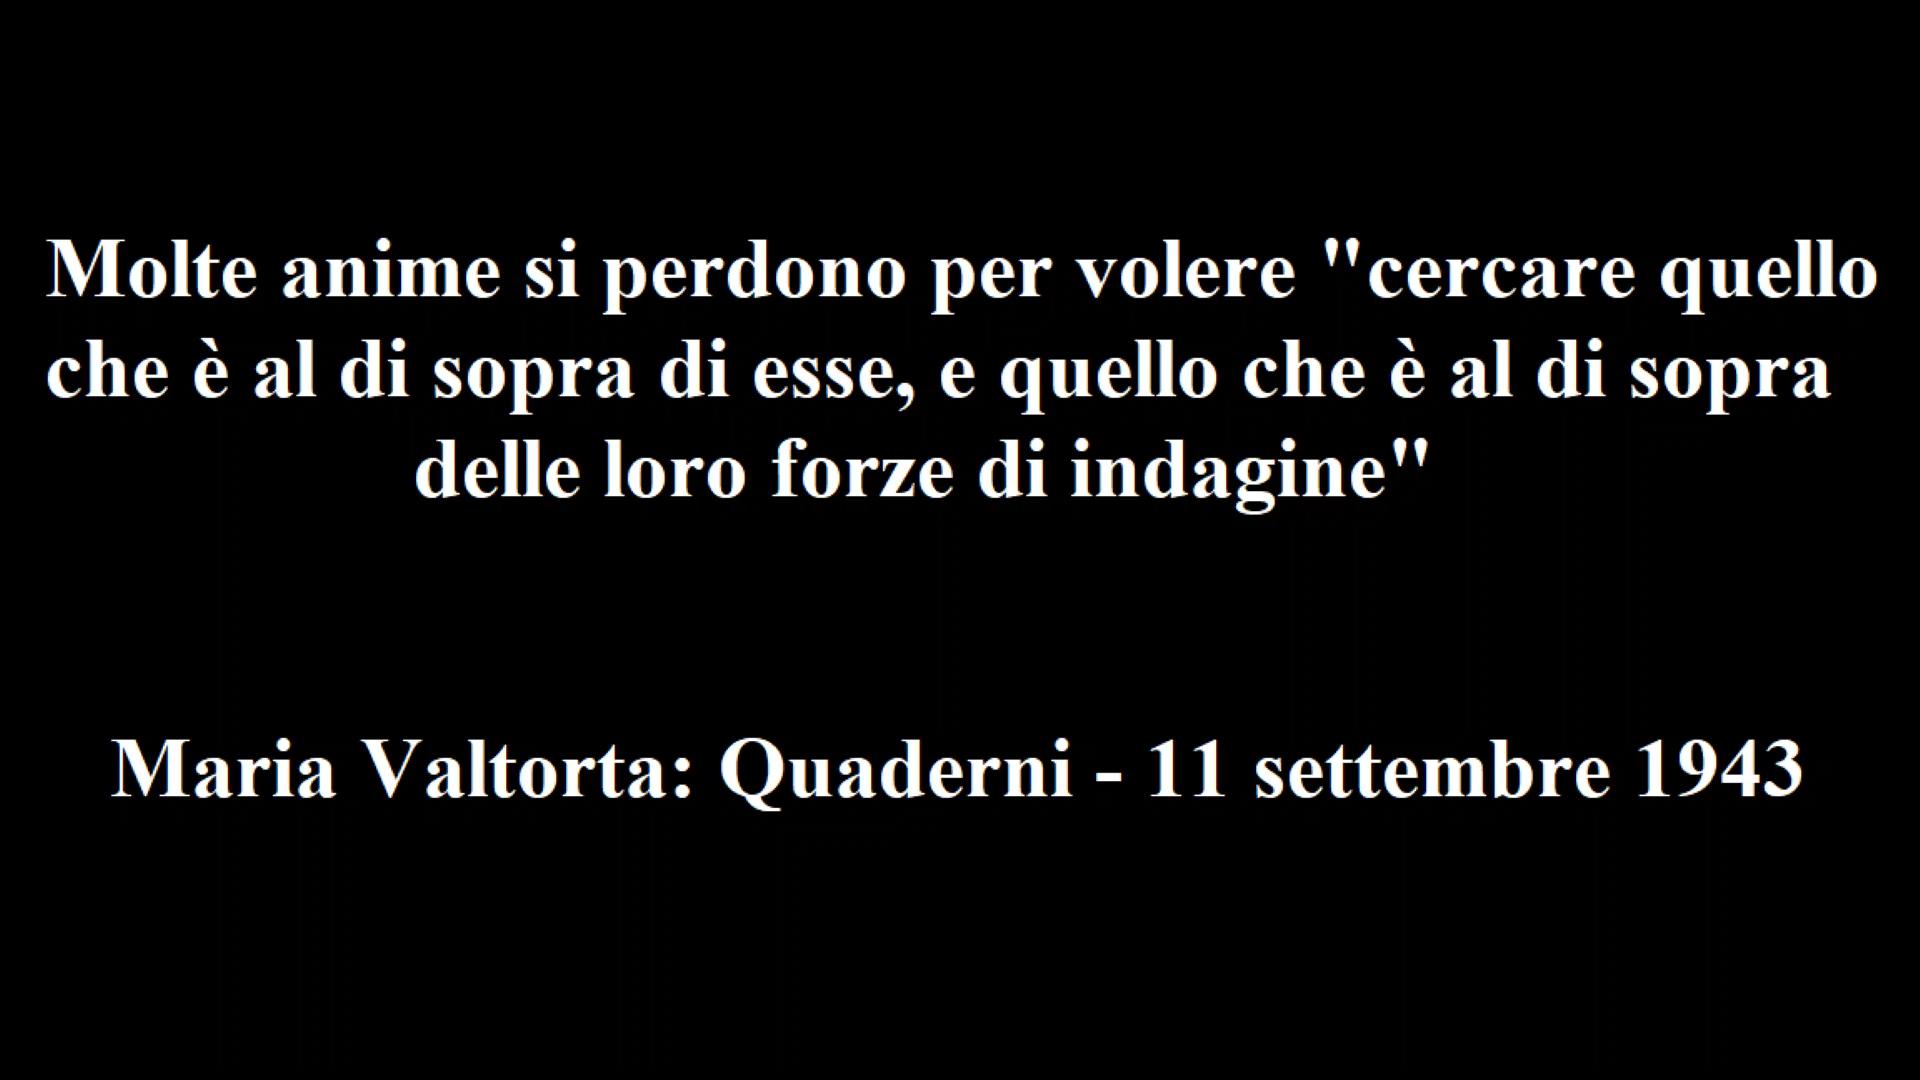 Molte anime si perdono per volere "cercare quello
che è al di sopra di esse, e quello che è al di sopra
delle loro forze di indagine"
Maria Valtorta: Quaderni - 11 settembre 1943